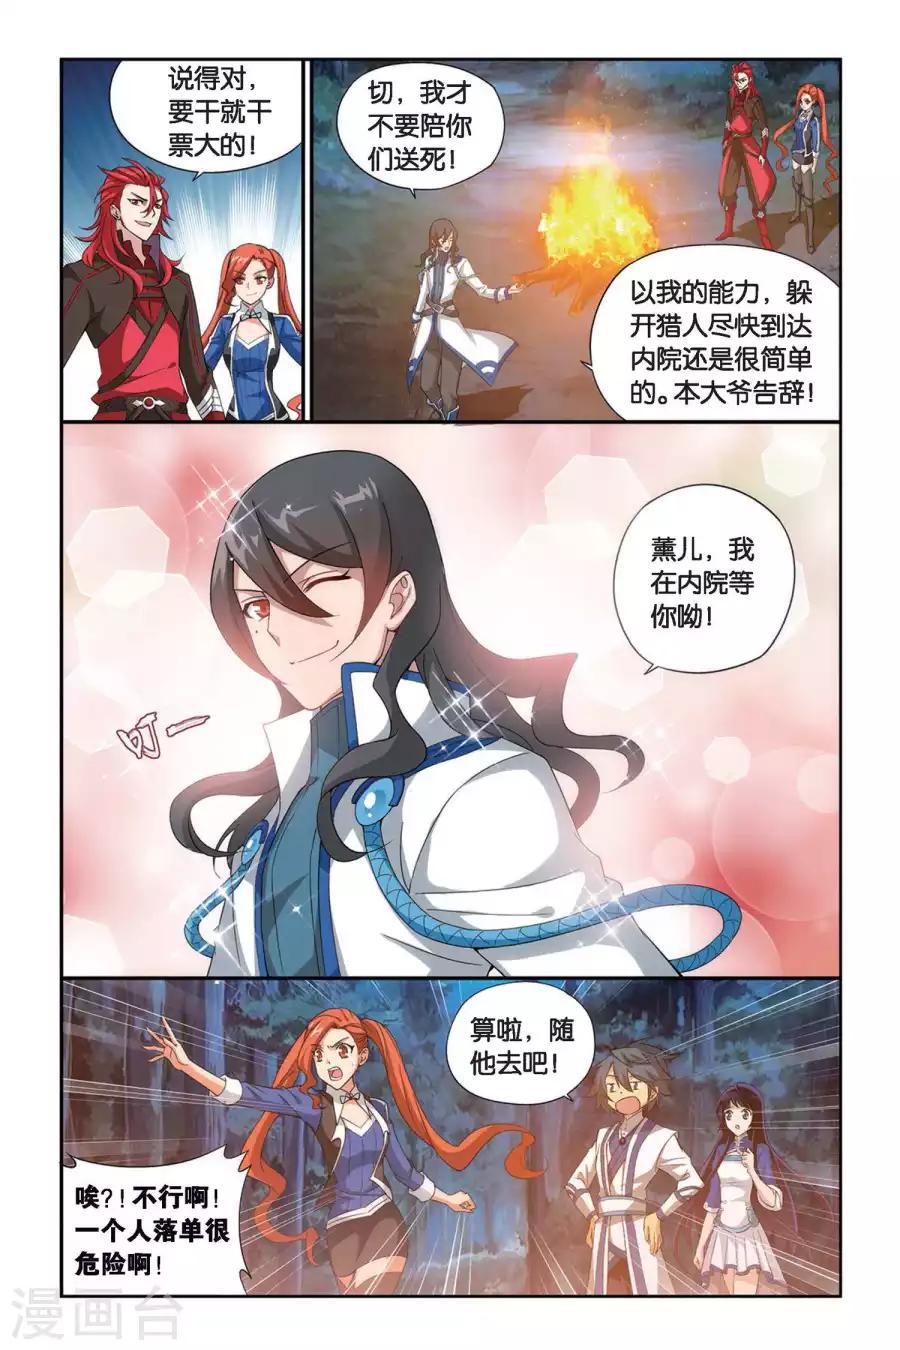 说得对，
要干就干
票大的！
切，我才
不要陪你
们送死！
以我的能力，躲
开猎人尽快到达
内院还是很简单
的。本大爷告辞！
薰儿，我
在内院等
你呦！
叮一
算啦，随
他去吧！
唉?！不行啊！
一个人落单很
危险啊！
漫画台